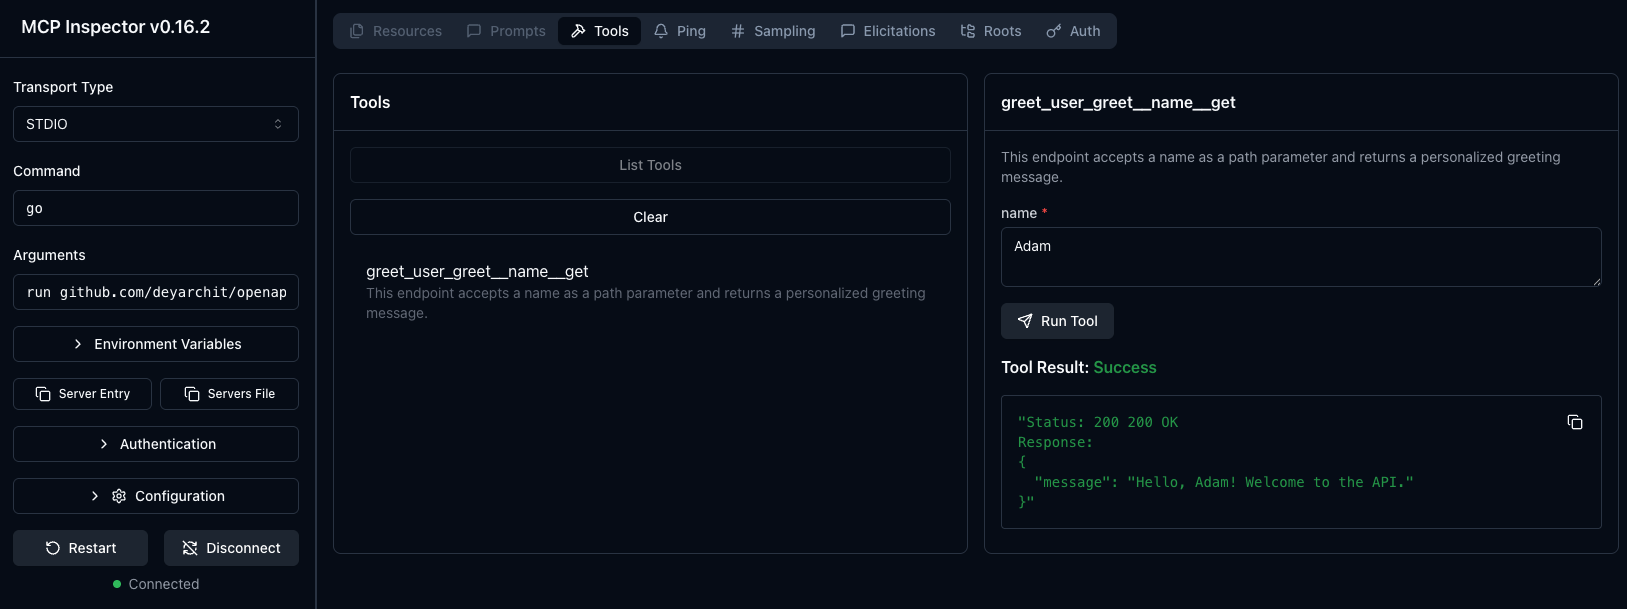 MCP Inspector v0.16.2
Transport Type
STDIO
Command
go
Arguments
run github.com/deyarchit/openap
Environment Variables
Server Entry
Servers File
Authentication
Configuration
Restart
Disconnect
Connected
Resources
Prompts
Tools
Ping
Sampling
Elicitations
Roots
Auth
Tools
List Tools
Clear
greet_user_greet__name__get
This endpoint accepts a name as a path parameter and returns a personalized greeting
message.
greet_user_greet__name__get
This endpoint accepts a name as a path parameter and returns a personalized greeting
message.
name *
Adam
Run Tool
Tool Result: Success
"Status: 200 200 OK
Response:
{
  "message": "Hello, Adam! Welcome to the API."
}"